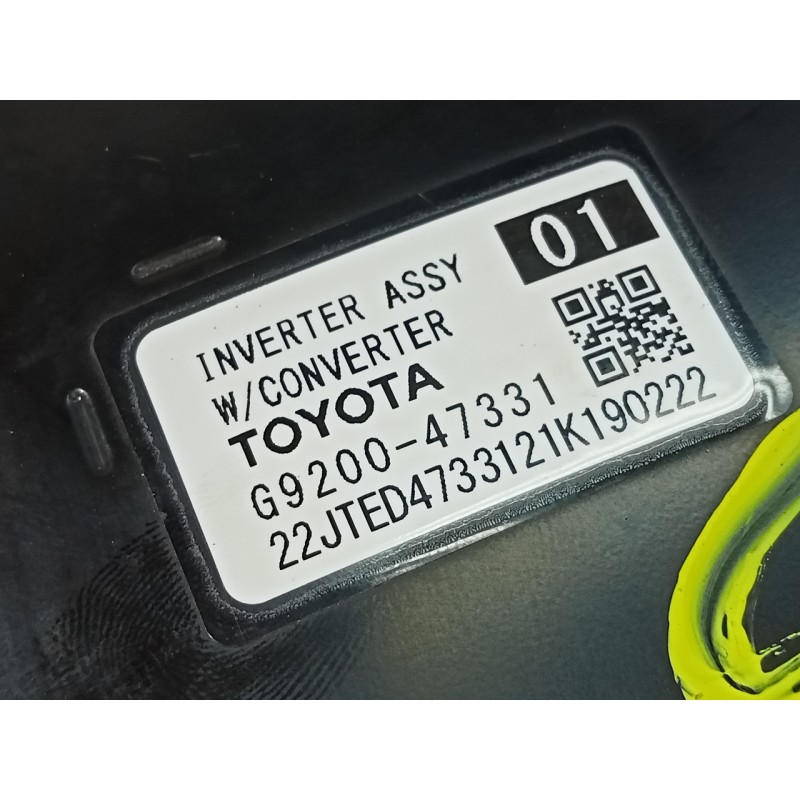 01
INVERTER ASSY
W/CONVERTER
TOYOTA
G9200-47331
22JTED4733121K190222